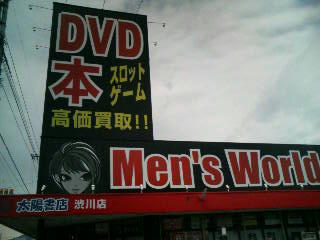 DVD
本
スロット
ゲーム
高価買取!!
Men's World
太陽書店 渋川店